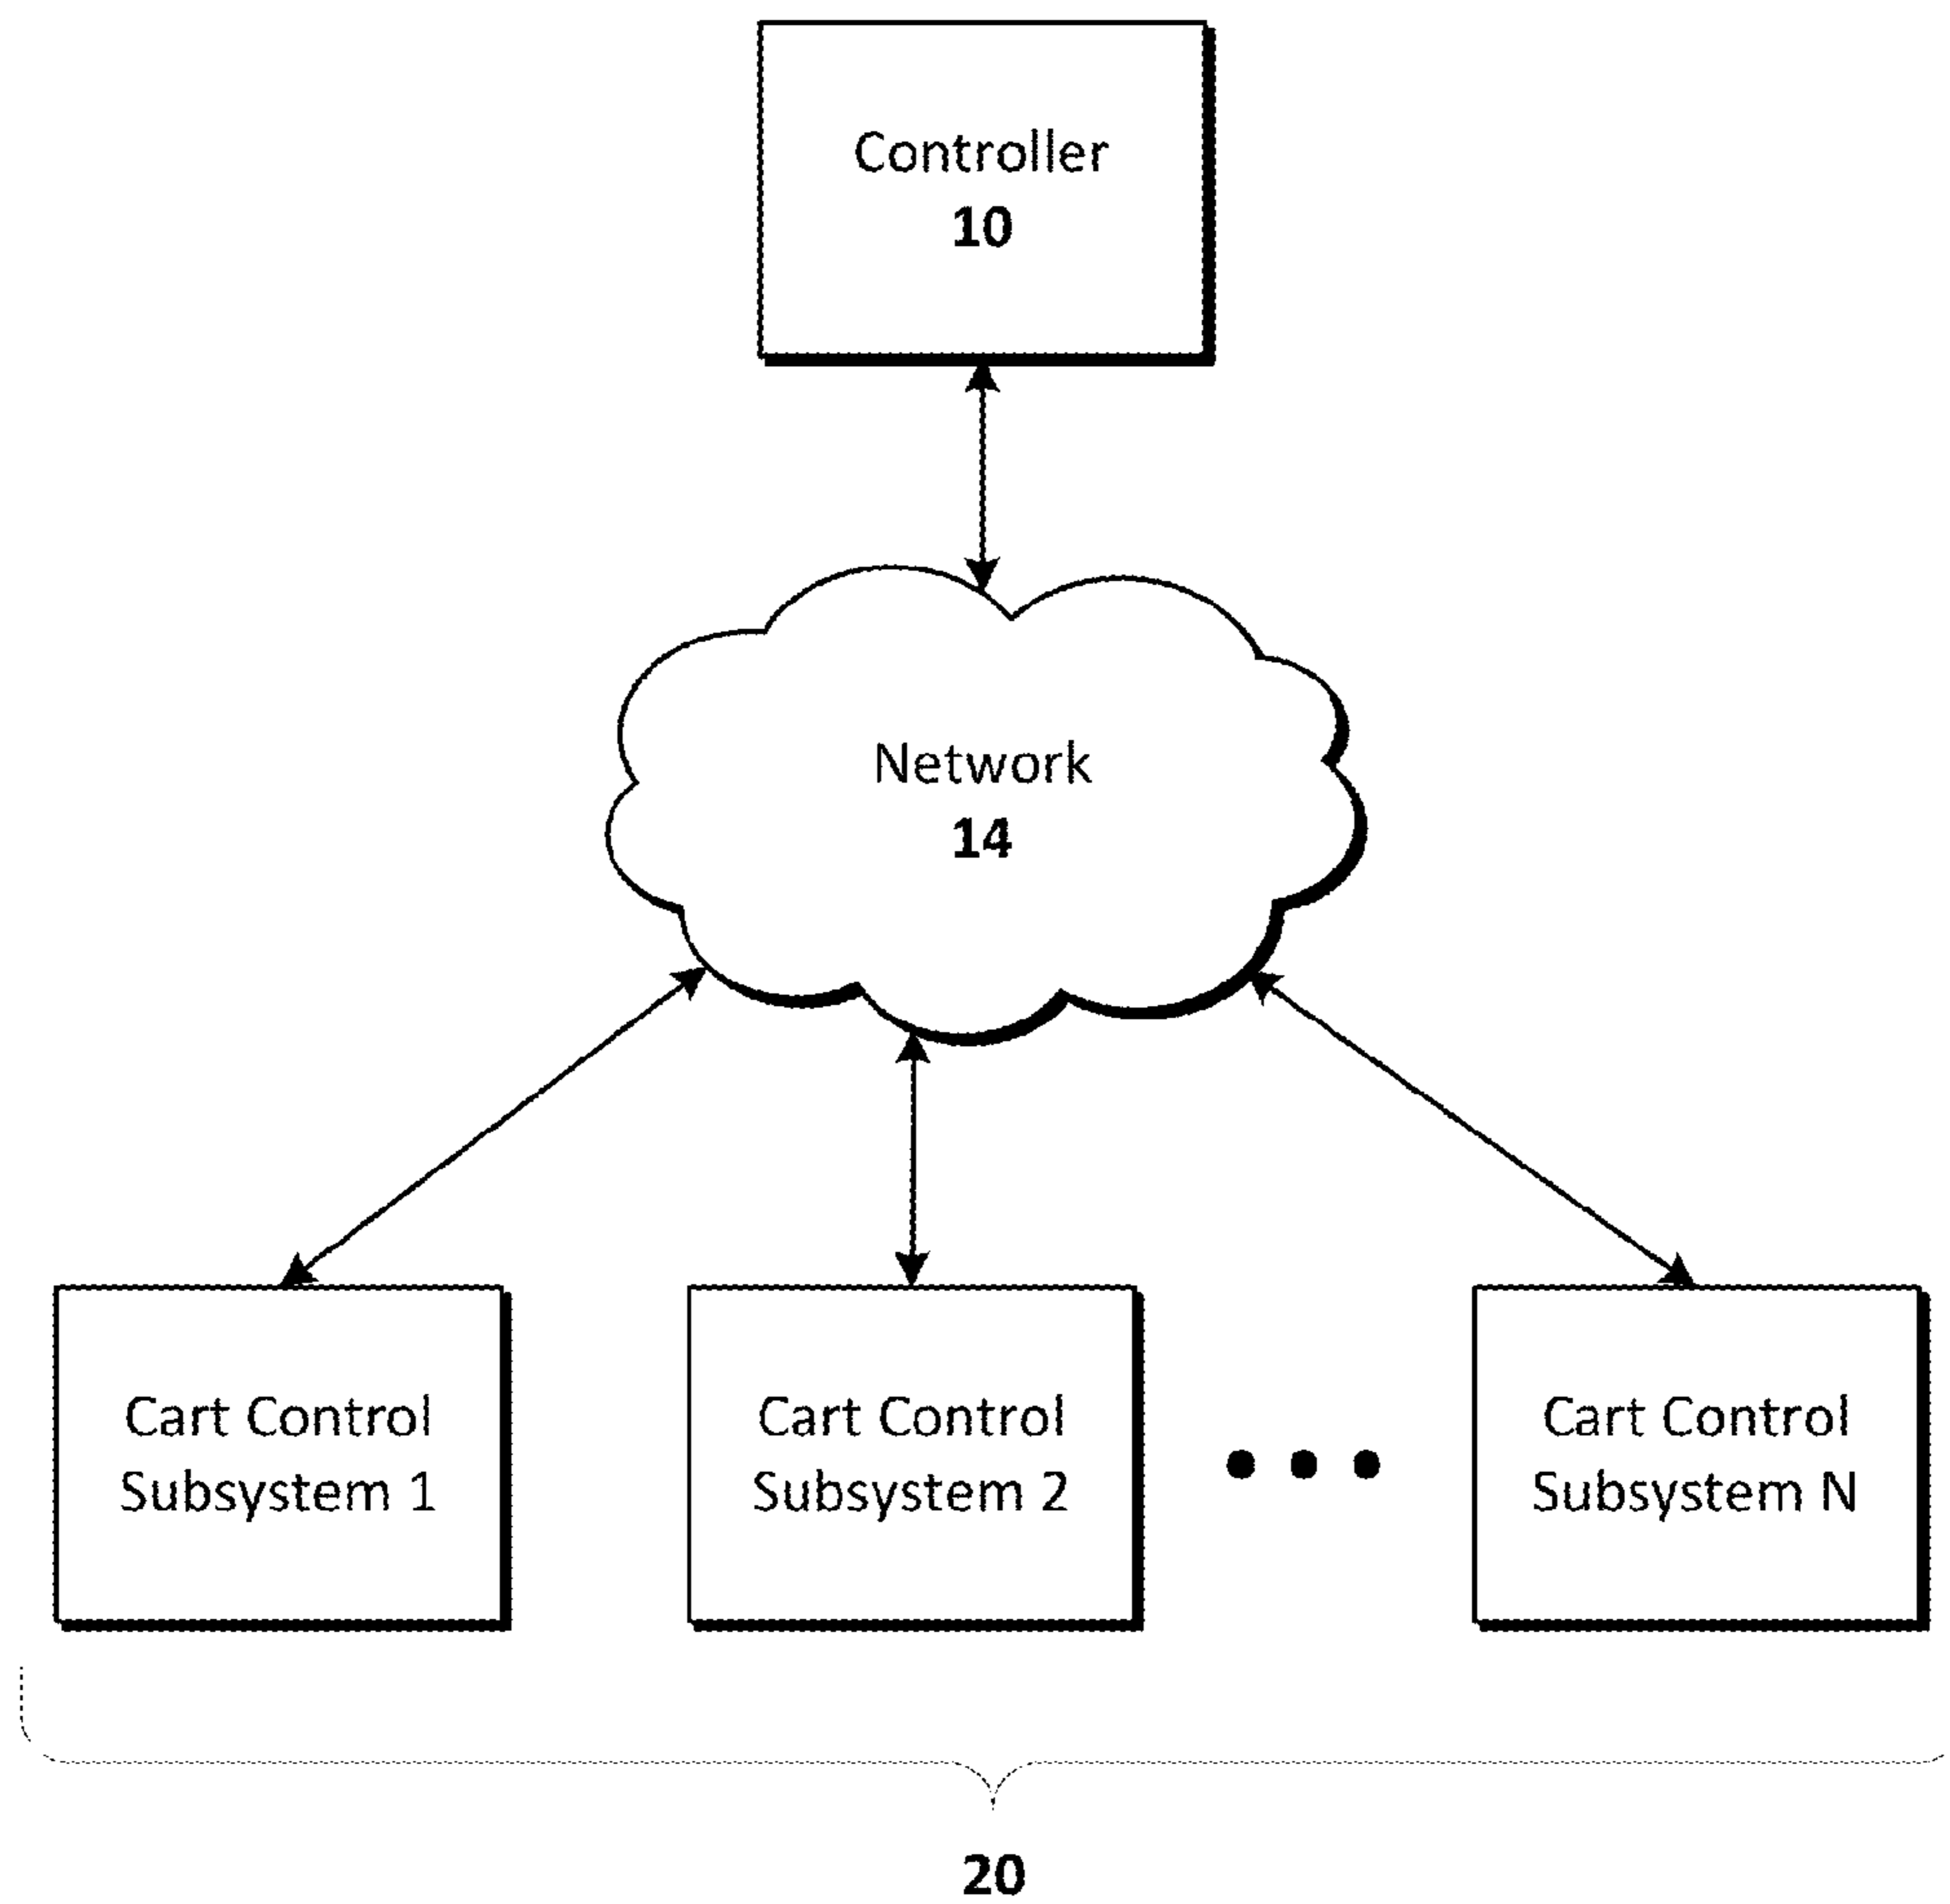 Controller
10
Network
14
Cart Control
Subsystem 1
Cart Control
Subsystem 2
Cart Control
Subsystem N
20